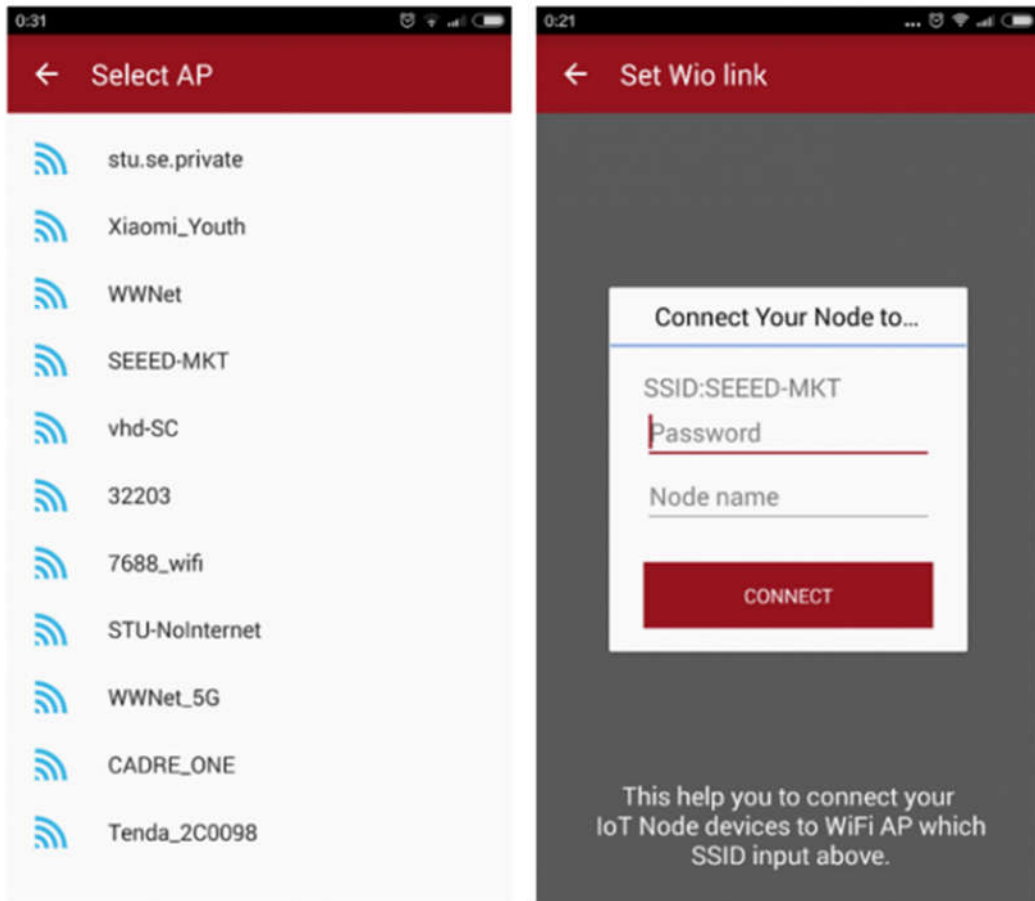 0:31
Select AP
stu.se.private
Xiaomi_Youth
WWNet
SEEED-MKT
vhd-SC
32203
7688_wifi
STU-NoInternet
WWNet_5G
CADRE_ONE
Tenda_2C0098
0:21
...
Set Wio link
Connect Your Node to...
SSID:SEEED-MKT
Password
Node name
CONNECT
This help you to connect your
IoT Node devices to WiFi AP which
SSID input above.